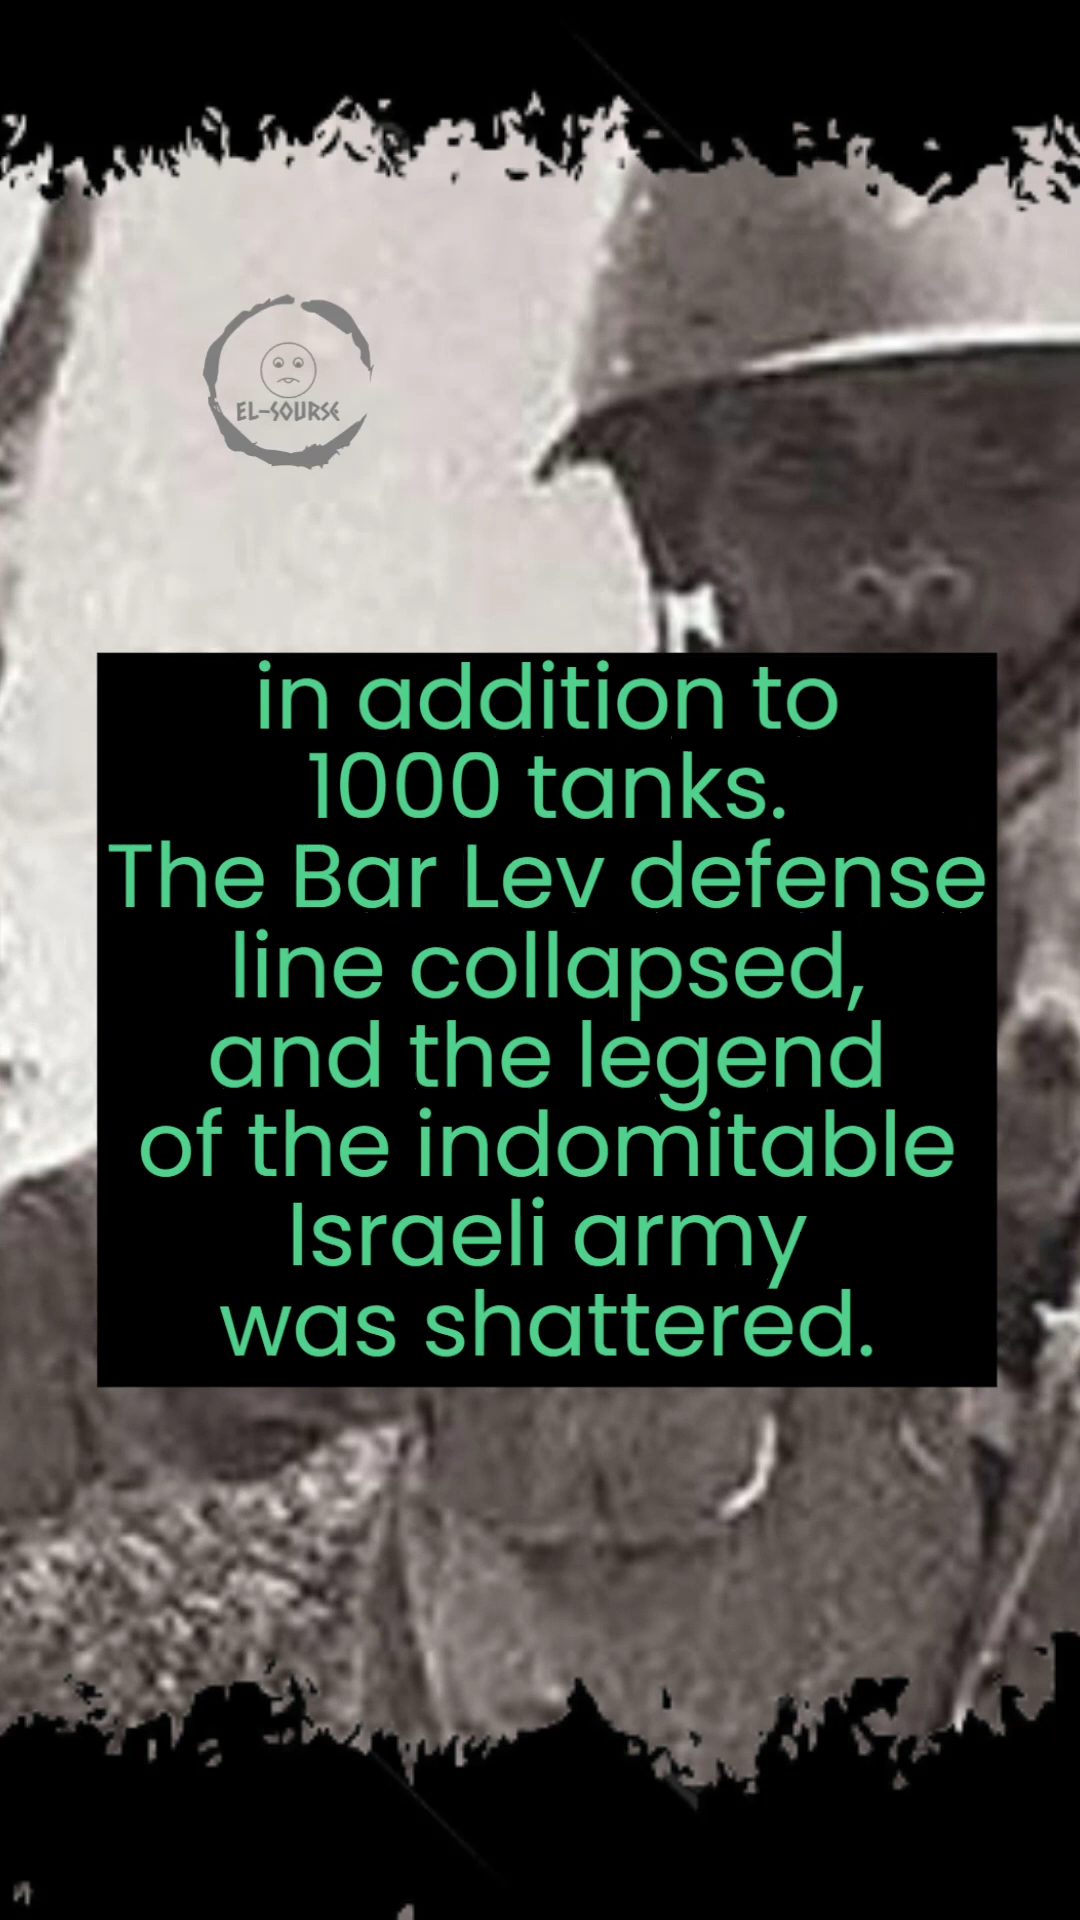 EL-SOURSE
in addition to
1000 tanks.
The Bar Lev defense
line collapsed,
and the legend
of the indomitable
Israeli army
was shattered.